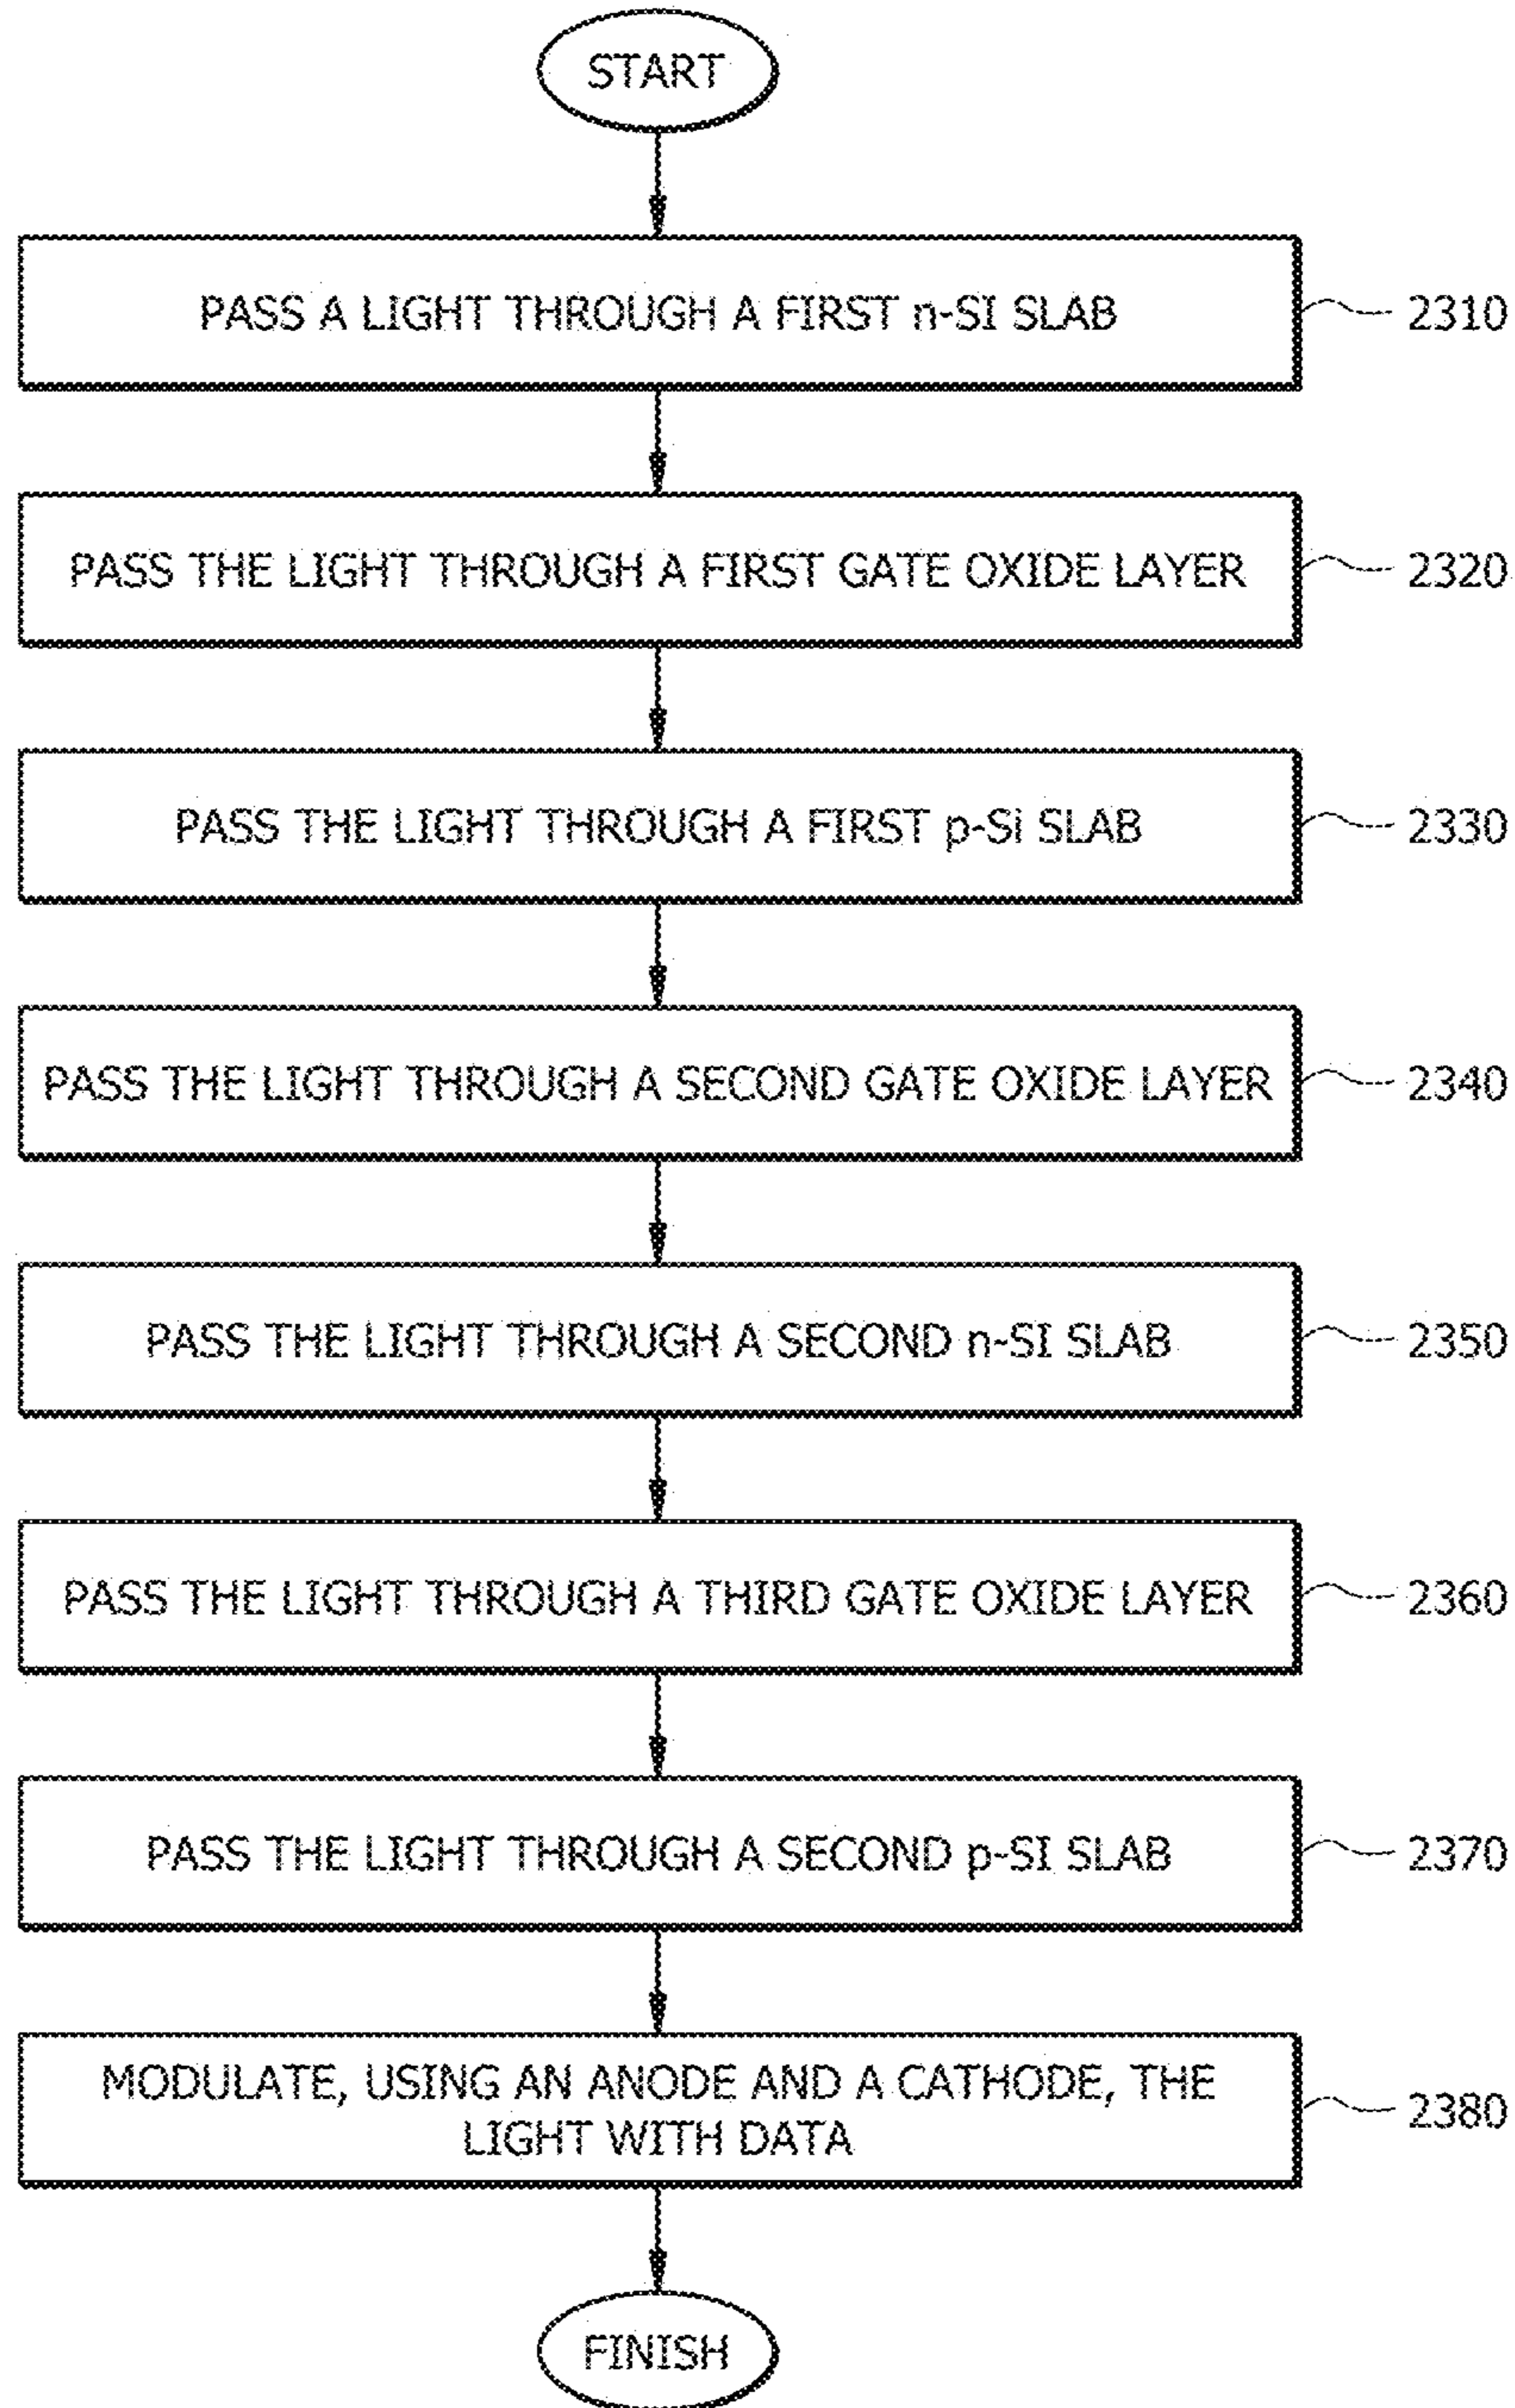 START
PASS A LIGHT THROUGH A FIRST n-SI SLAB
2310
PASS THE LIGHT THROUGH A FIRST GATE OXIDE LAYER
2320
PASS THE LIGHT THROUGH A FIRST p-Si SLAB
2330
PASS THE LIGHT THROUGH A SECOND GATE OXIDE LAYER
2340
PASS THE LIGHT THROUGH A SECOND n-SI SLAB
2350
PASS THE LIGHT THROUGH A THIRD GATE OXIDE LAYER
2360
PASS THE LIGHT THROUGH A SECOND p-SI SLAB
2370
MODULATE, USING AN ANODE AND A CATHODE, THE
LIGHT WITH DATA
2380
FINISH